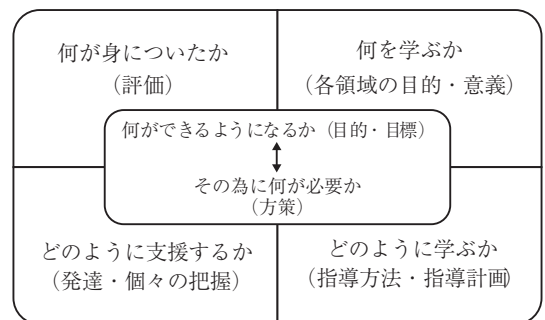 何が身についたか
(評価)
何を学ぶか
(各領域の目的・意義)
何ができるようになるか (目的・目標)
その為に何が必要か
(方策)
どのように支援するか
(発達・個々の把握)
どのように学ぶか
(指導方法・指導計画)